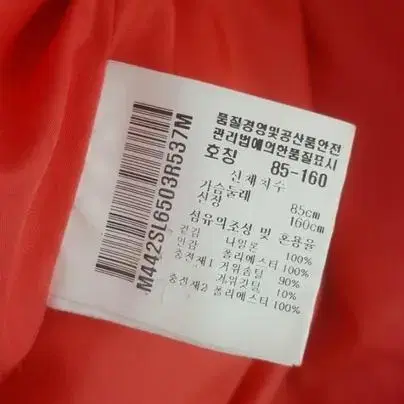 품질경영및공산품안전
관리법에의한품질표시
호칭 85-160
신체치수
가슴둘레 85cm
신장 160cm
섬유의조성 및 혼용율
겉감 나일론 100%
안감 폴리에스터 100%
충전재1 거위솜털 90%
거위깃털 10%
충전재2 폴리에스터 100%
M442SL6503R537M